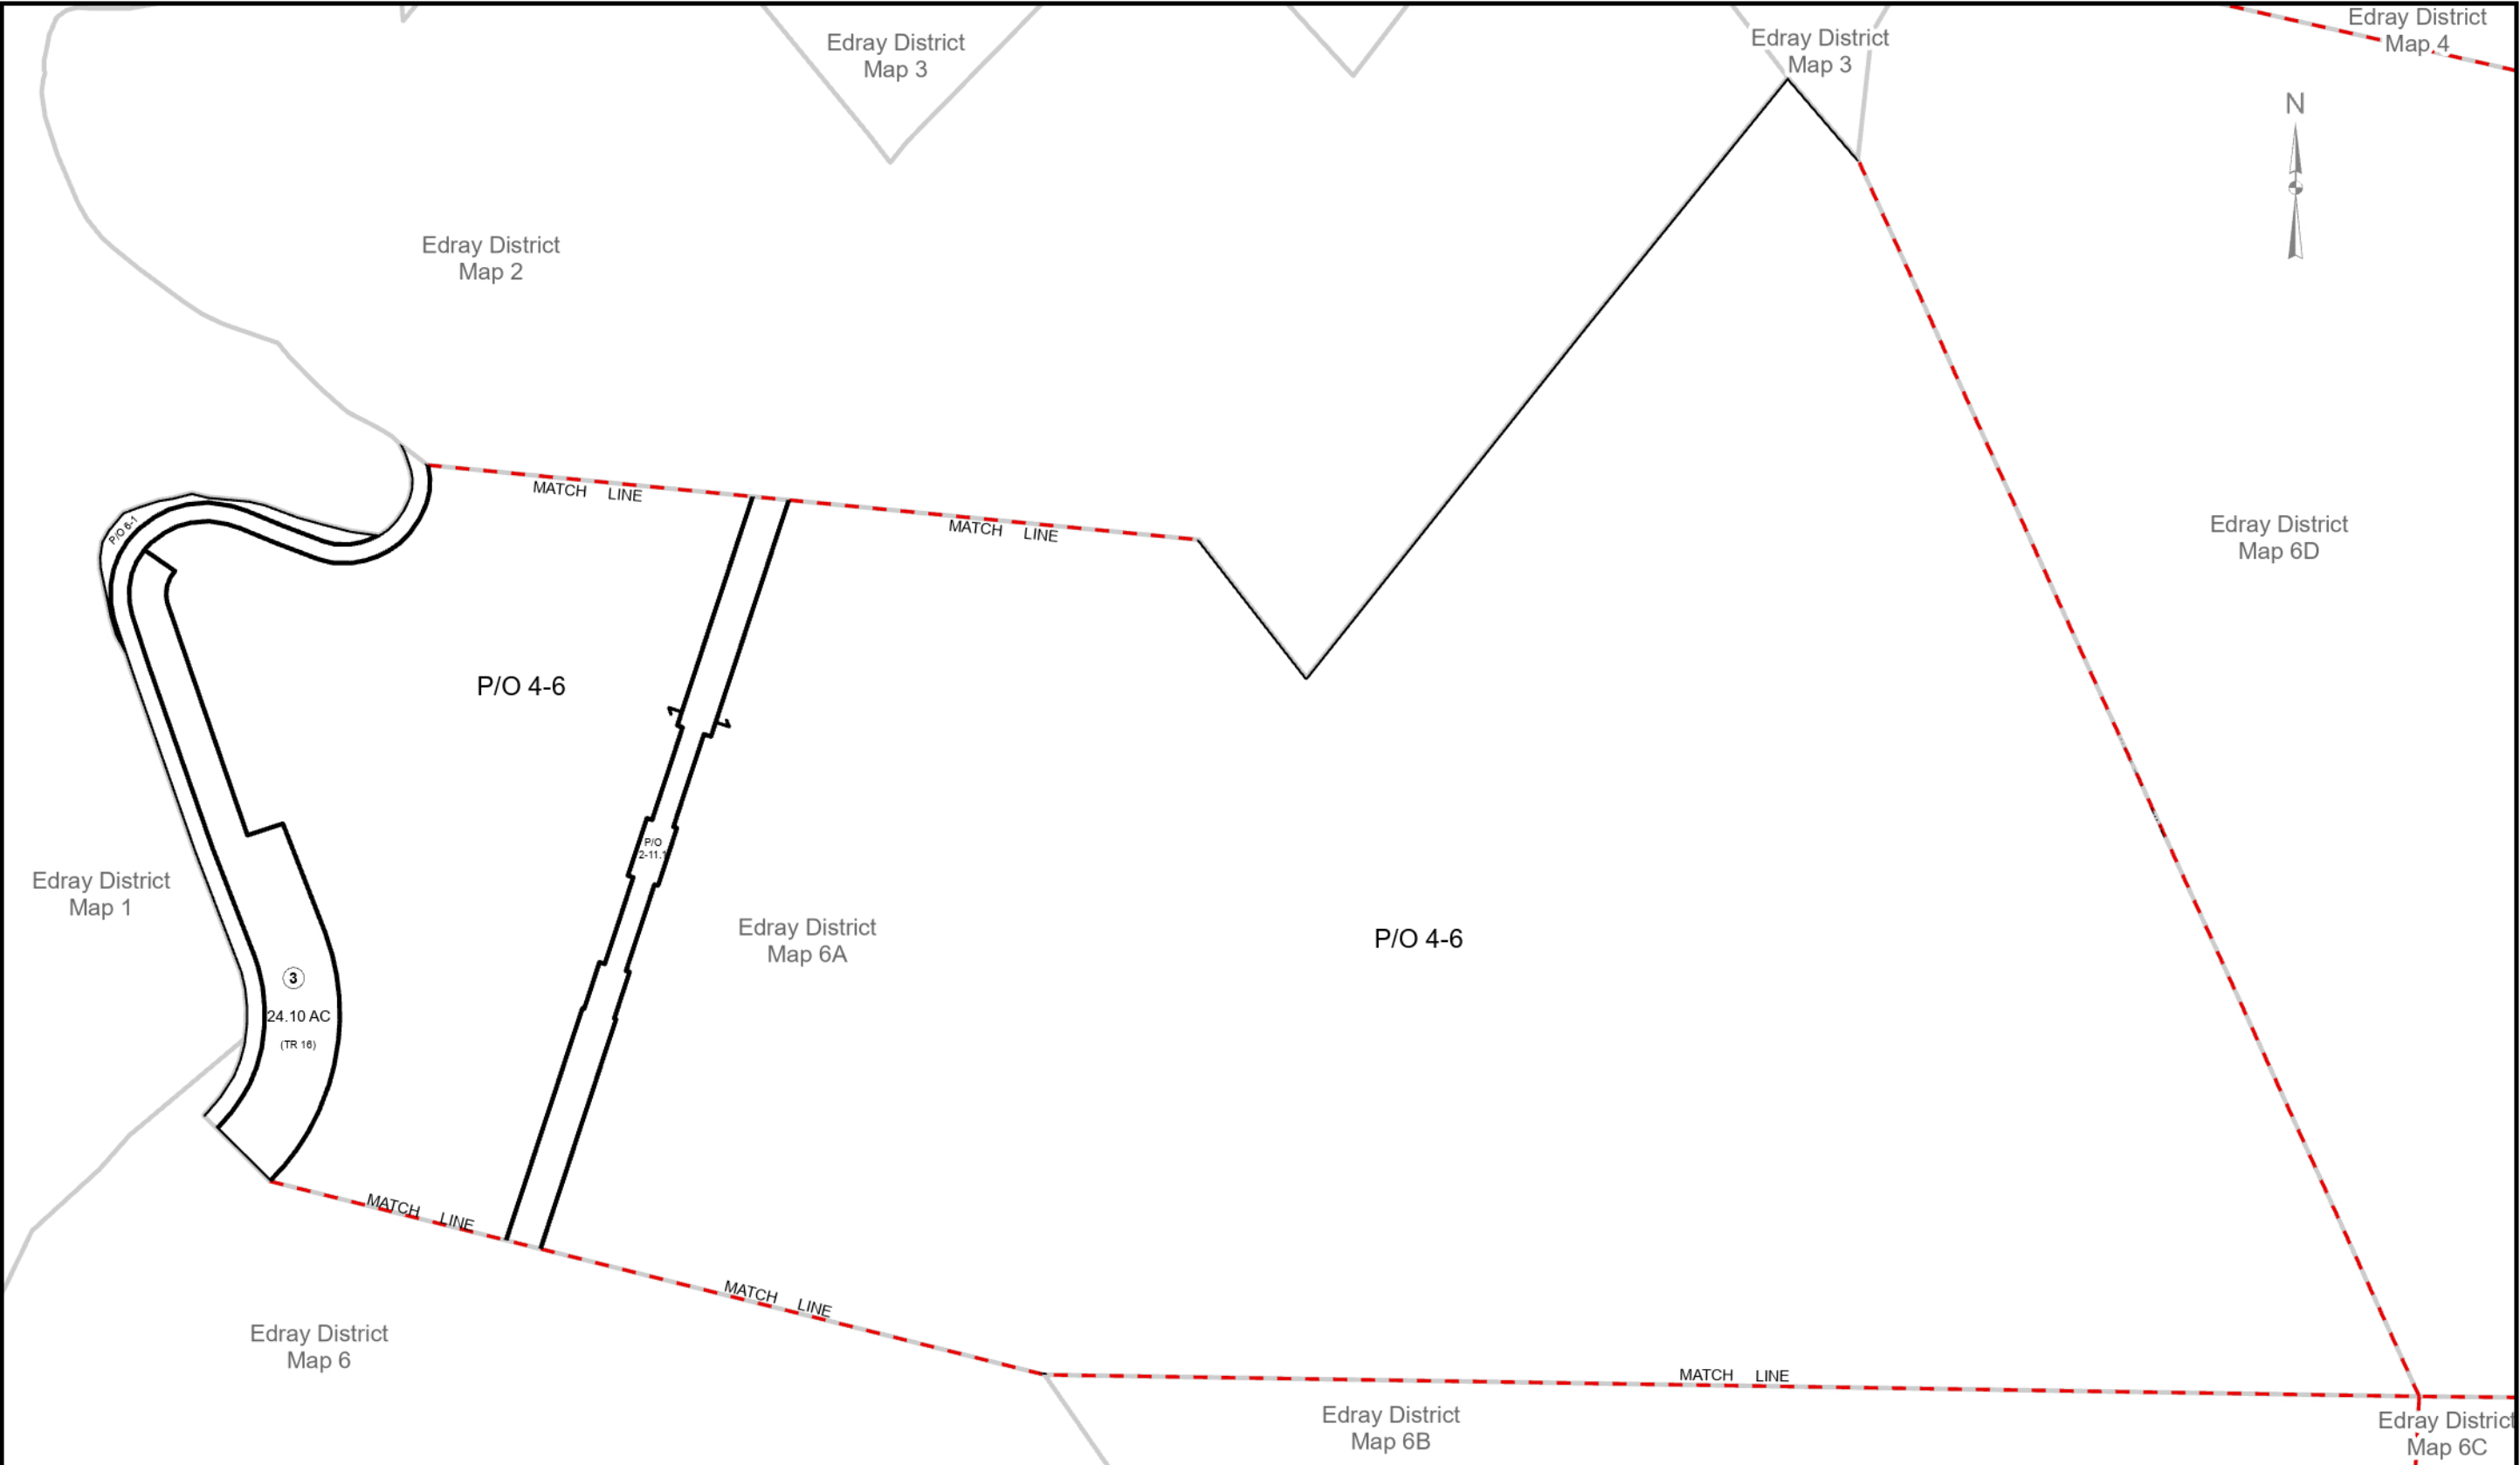 Edray District
Map 4
Edray District
Map 3
Edray District
Map 3
N
Edray District
Map 2
MATCH LINE
MATCH LINE
P/O 6-1
Edray District
Map 6D
P/O 4-6
P/O
2-11.1
Edray District
Map 1
Edray District
Map 6A
P/O 4-6
3
24.10 AC
(TR 16)
MATCH LINE
MATCH LINE
Edray District
Map 6
MATCH LINE
Edray District
Map 6B
Edray District
Map 6C